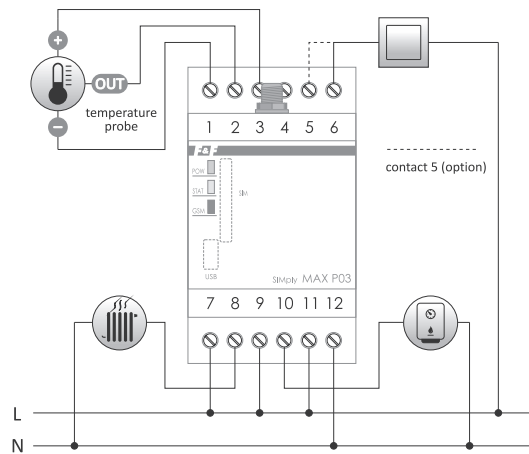 +
OUT
−
temperature
probe
1 2 3 4 5 6
contact 5 (option)
F&F
POW
STAT
GSM
SIM
USB
SIMply MAX P03
7 8 9 10 11 12
L
N